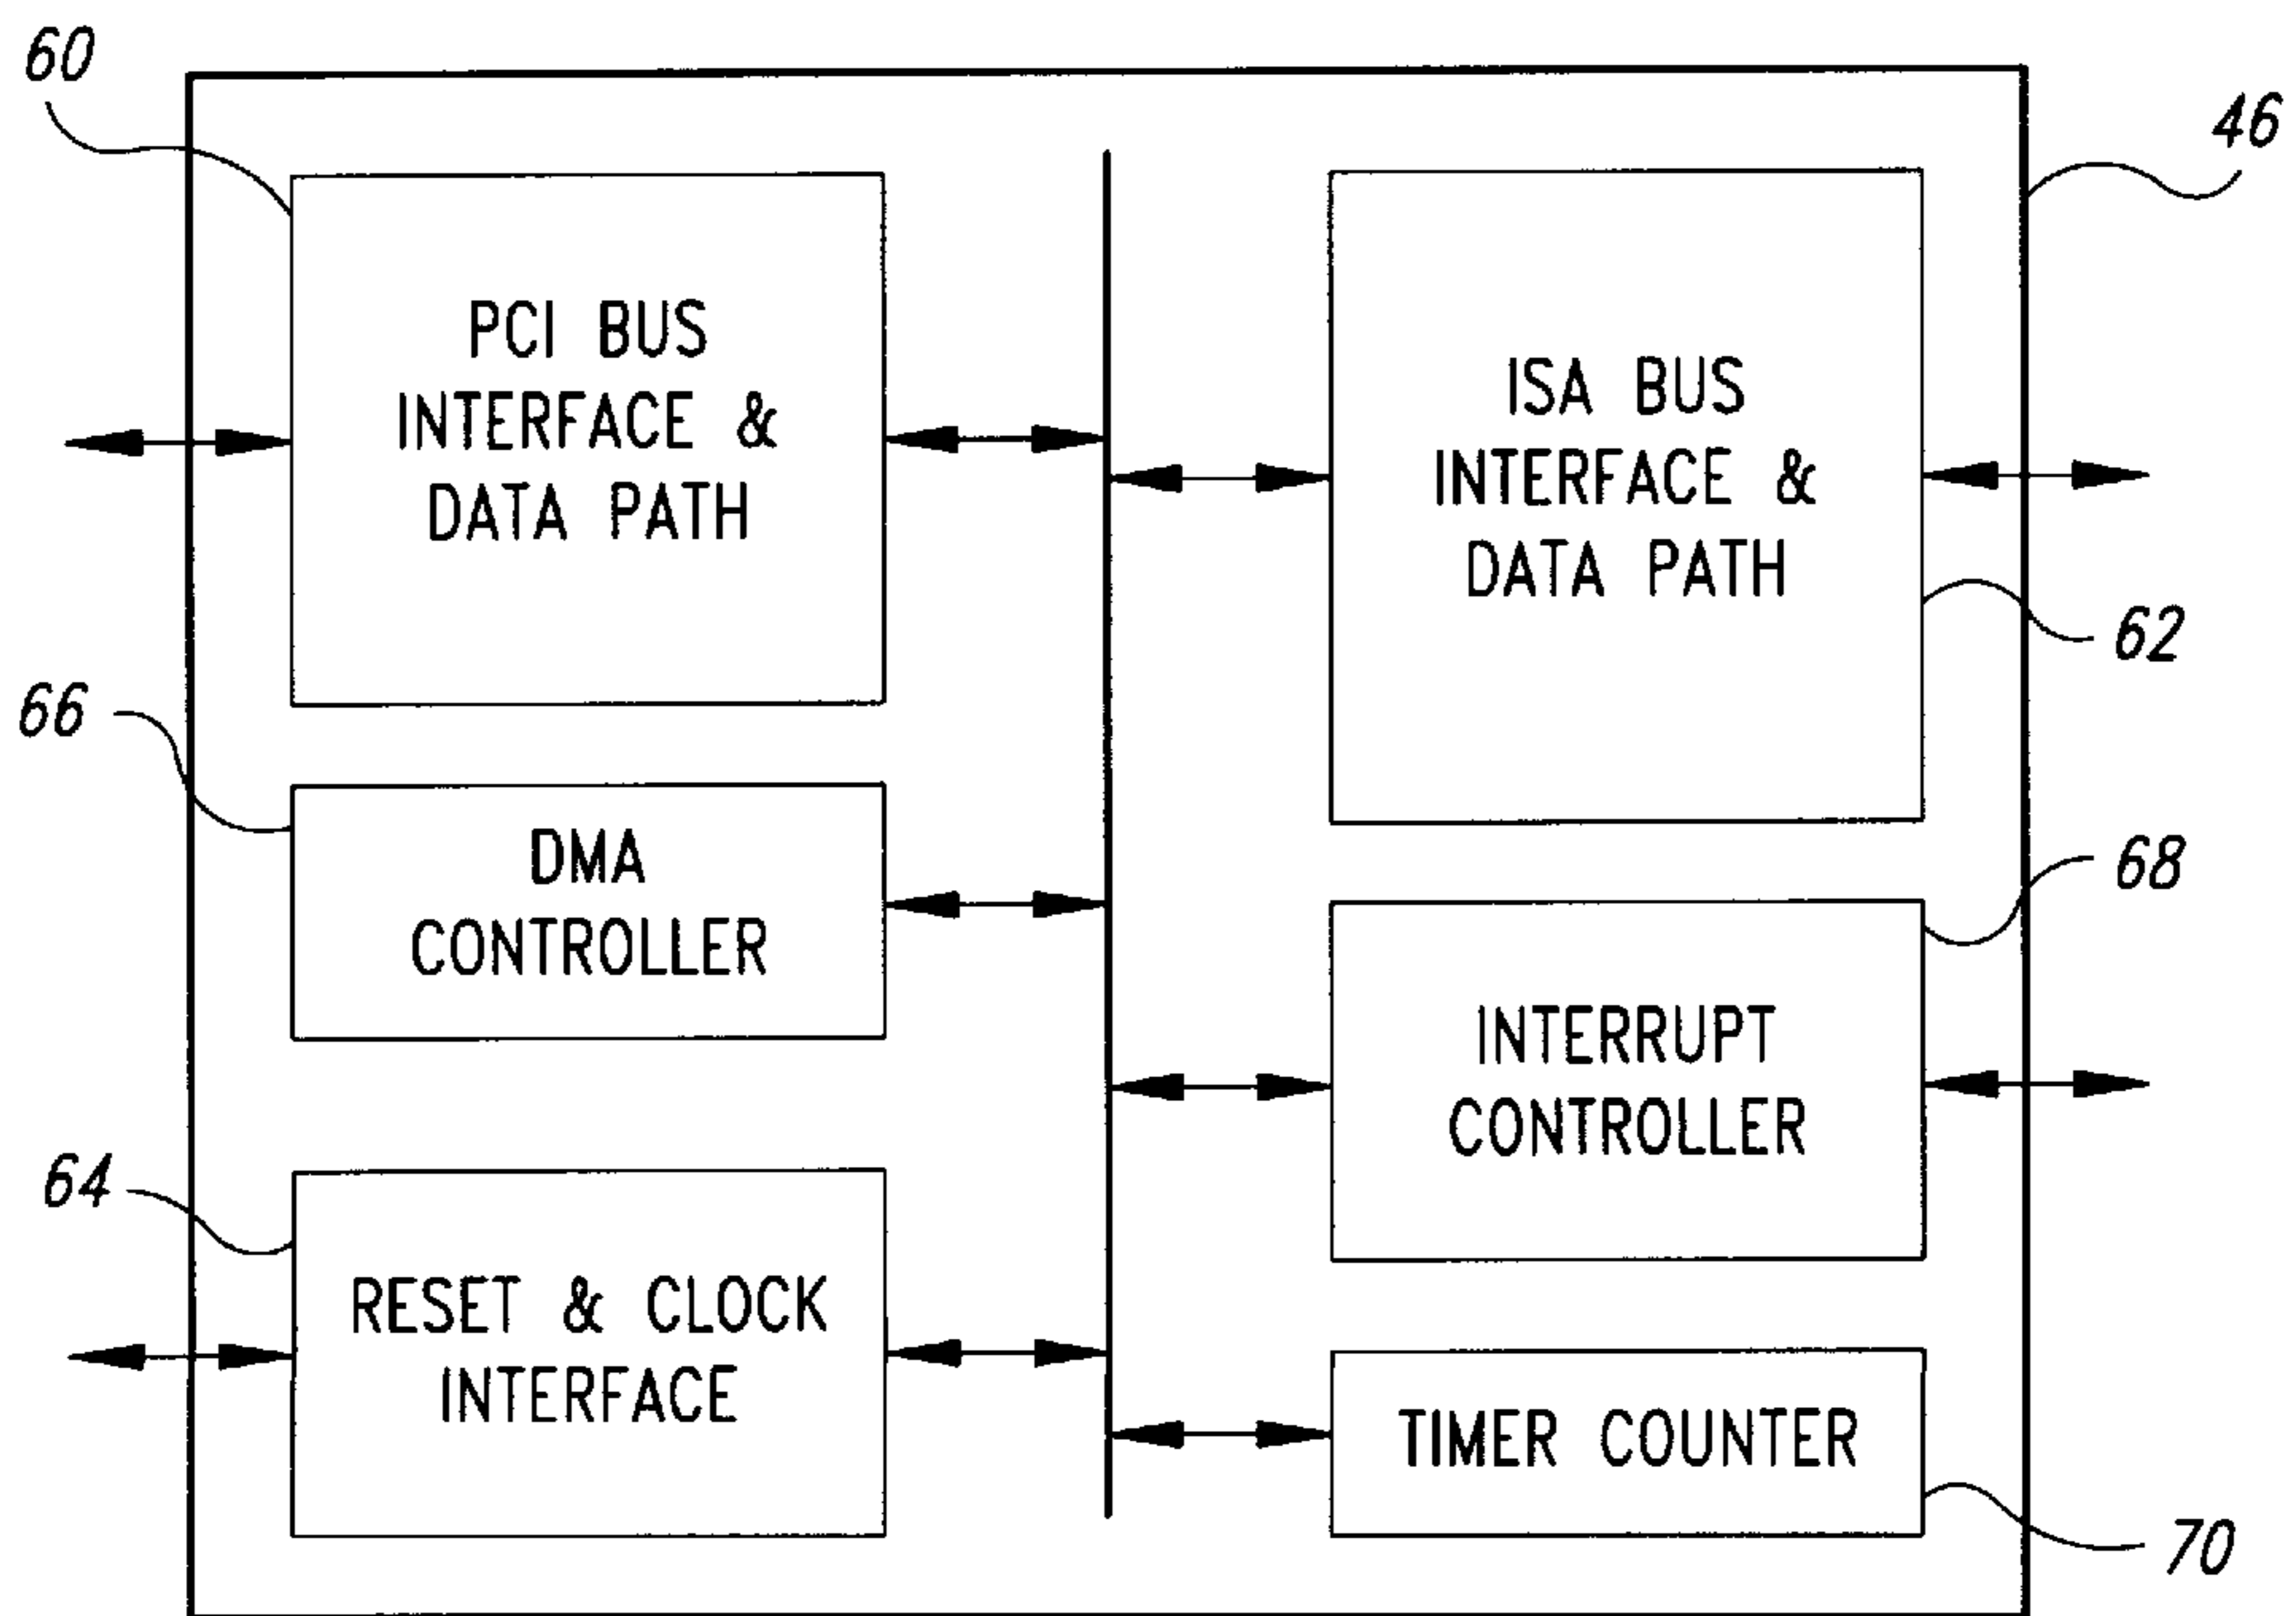 60
46
PCI BUS
INTERFACE &
DATA PATH
ISA BUS
INTERFACE &
DATA PATH
62
66
DMA
CONTROLLER
68
INTERRUPT
CONTROLLER
64
RESET & CLOCK
INTERFACE
TIMER COUNTER
70